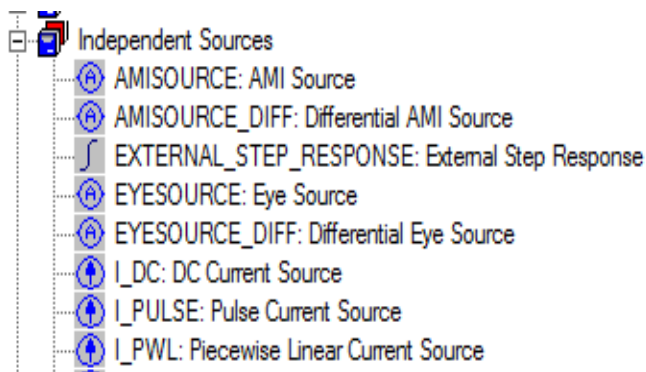 Independent Sources
AMISOURCE: AMI Source
AMISOURCE_DIFF: Differential AMI Source
EXTERNAL_STEP_RESPONSE: External Step Response
EYESOURCE: Eye Source
EYESOURCE_DIFF: Differential Eye Source
I_DC: DC Current Source
I_PULSE: Pulse Current Source
I_PWL: Piecewise Linear Current Source